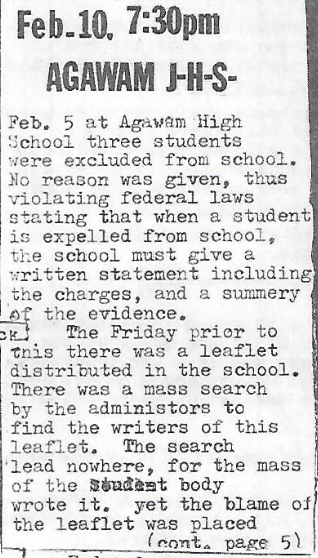 Feb. 10, 7:30pm
AGAWAM J-H-S-
Feb. 5 at Agawam High
School three students
were excluded from school.
No reason was given, thus
violating federal laws
stating that when a student
is expelled from school,
the school must give a
written statement including
the charges, and a summery
of the evidence.
CK
The Friday prior to
this there was a leaflet
distributed in the school.
There was a mass search
by the administors to
find the writers of this
leaflet. The search
lead nowhere, for the mass
of the student body
wrote it. yet the blame of
the leaflet was placed
(cont. page 5)